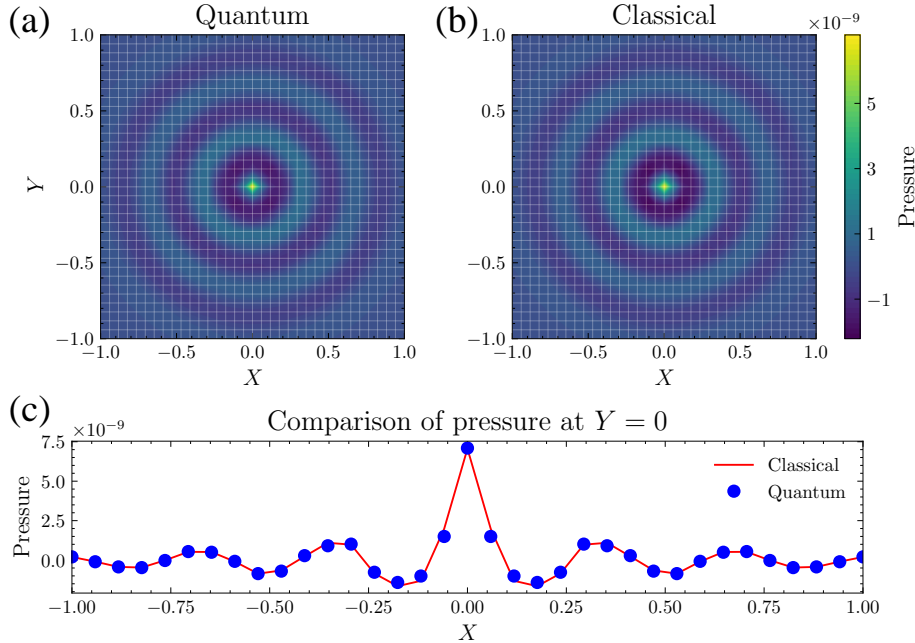 (a) Quantum
(b) Classical
×10⁻⁹
1.0
0.5
0.0
−0.5
−1.0
Y
−1.0 −0.5 0.0 0.5 1.0
X
1.0
0.5
0.0
−0.5
−1.0
−1.0 −0.5 0.0 0.5 1.0
X
5
3
1
−1
Pressure
(c) Comparison of pressure at Y = 0
×10⁻⁹
7.5
5.0
2.5
0.0
Pressure
Classical
Quantum
−1.00 −0.75 −0.50 −0.25 0.00 0.25 0.50 0.75 1.00
X